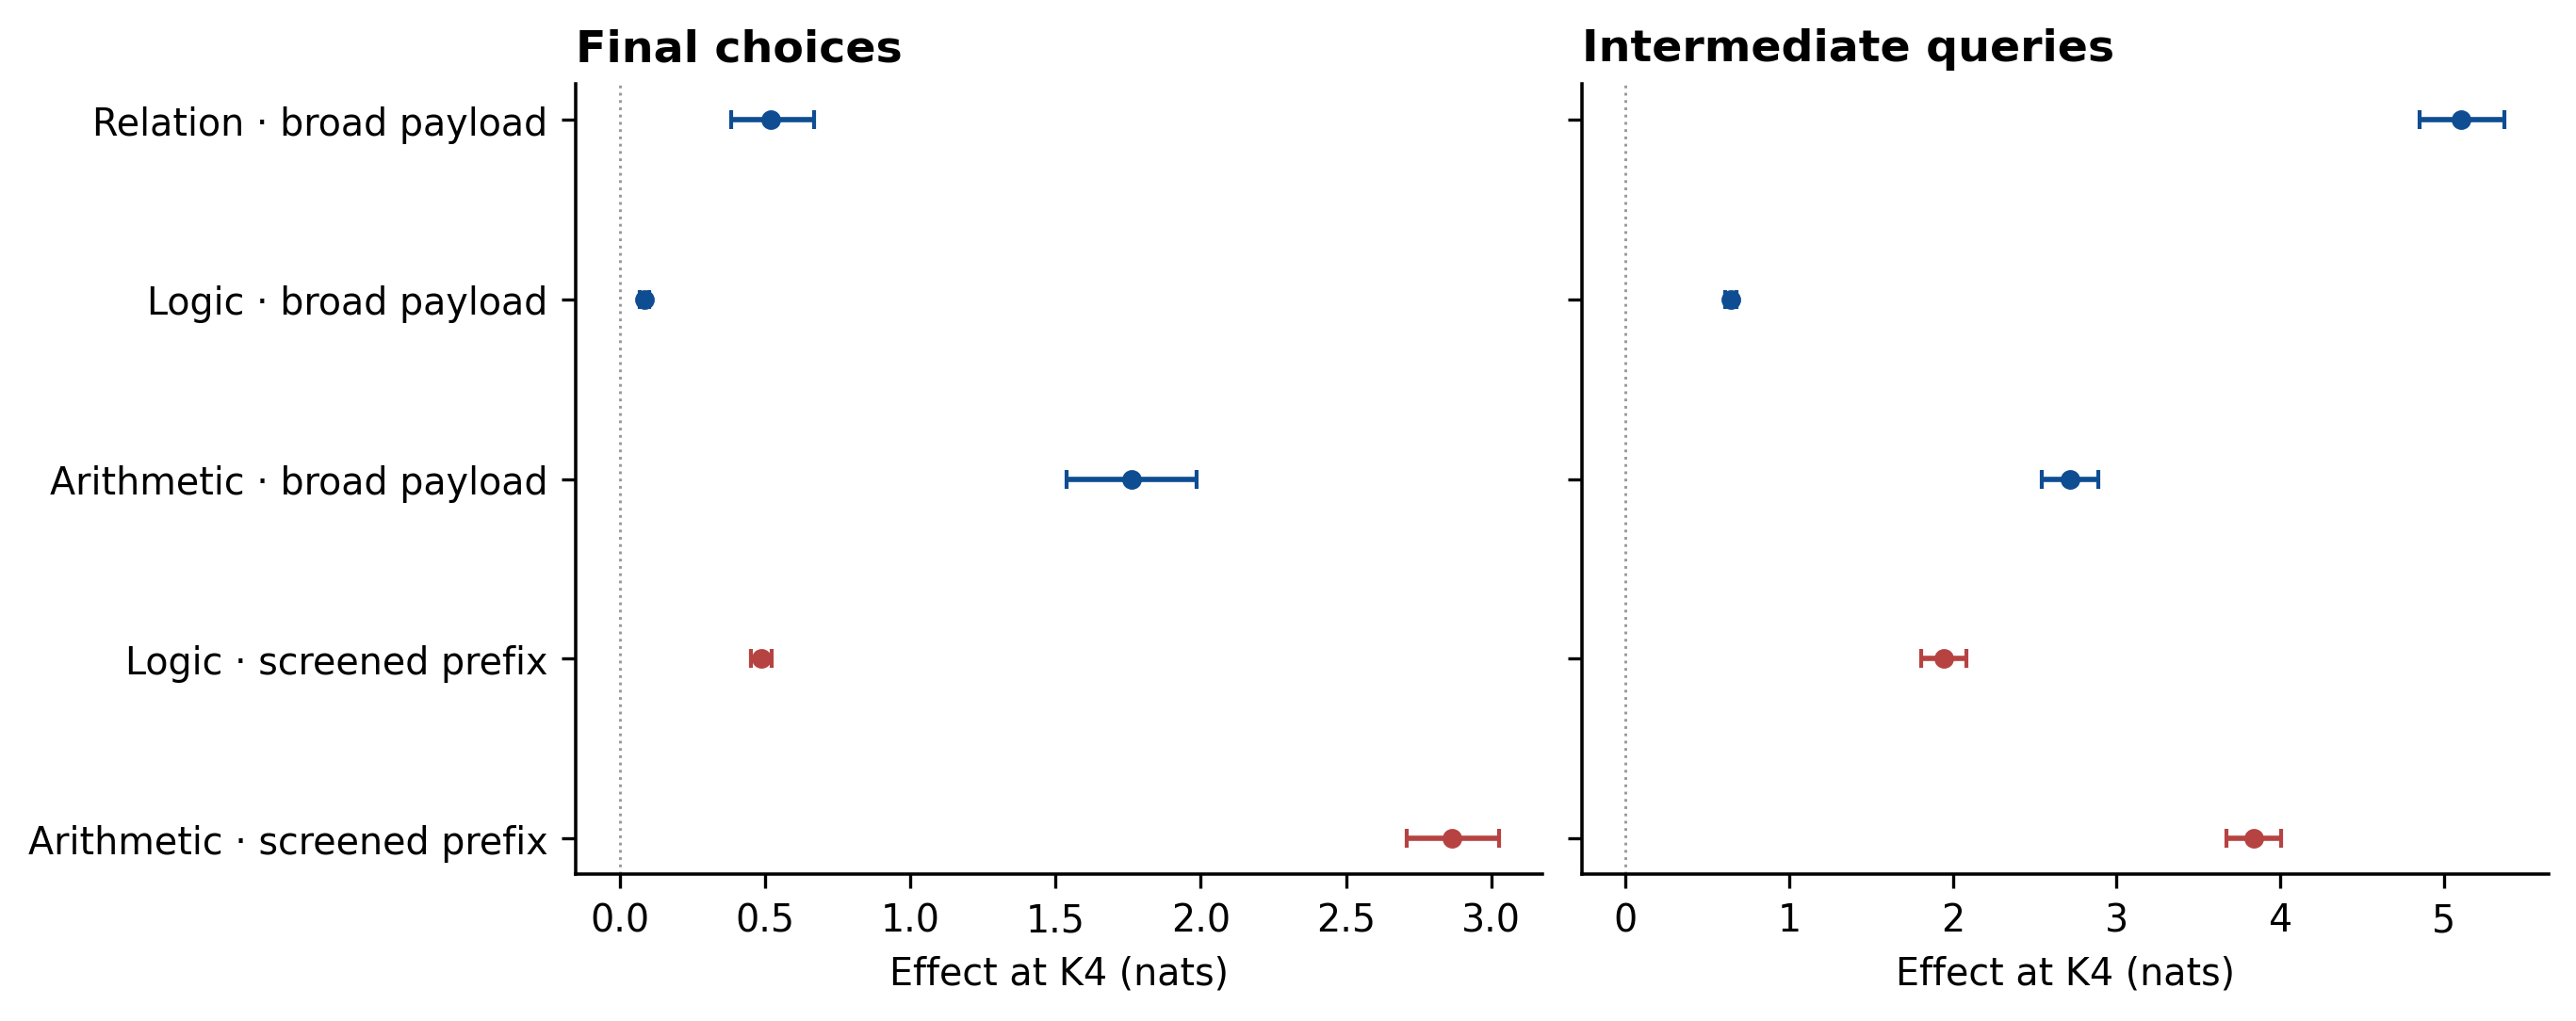 Final choices
Intermediate queries
Relation · broad payload
Logic · broad payload
Arithmetic · broad payload
Logic · screened prefix
Arithmetic · screened prefix
0.0 0.5 1.0 1.5 2.0 2.5 3.0
0 1 2 3 4 5
Effect at K4 (nats)
Effect at K4 (nats)